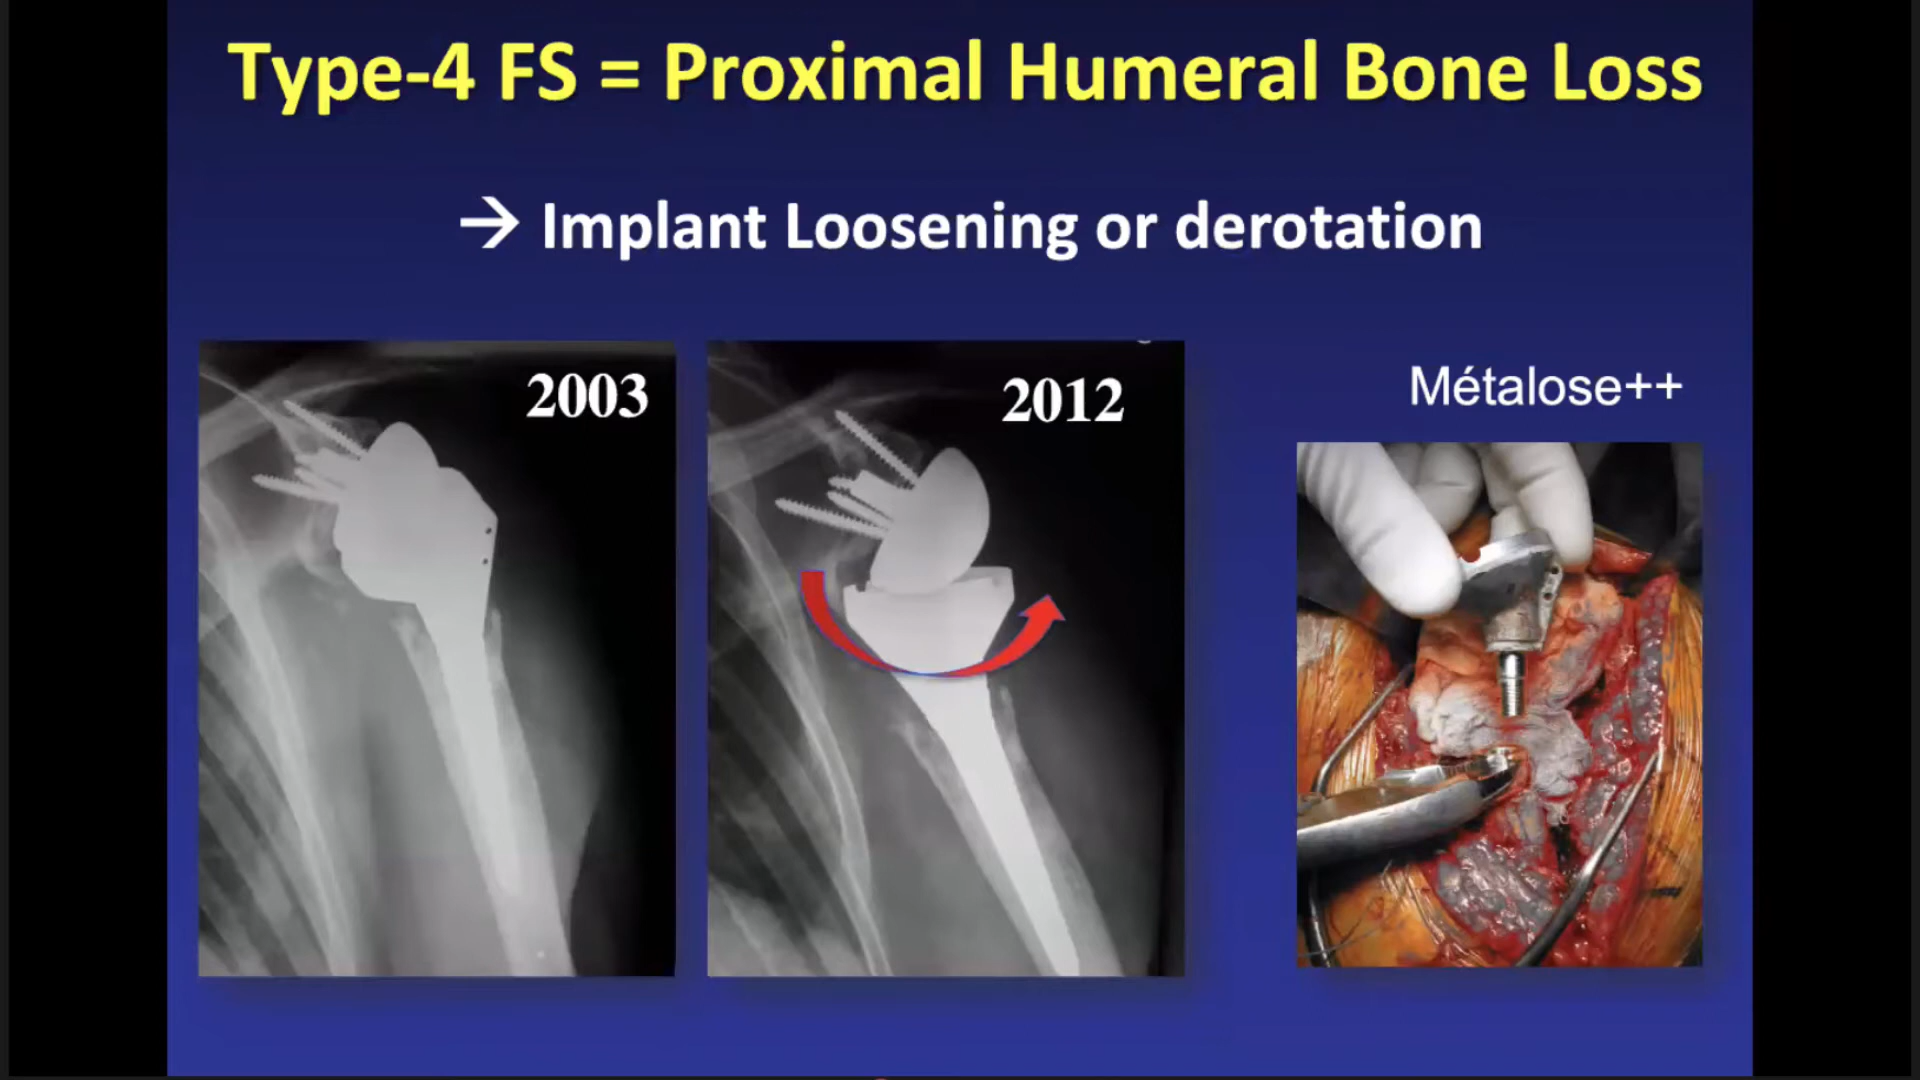 Type-4 FS = Proximal Humeral Bone Loss
→ Implant Loosening or derotation
2003
2012
Métalose++